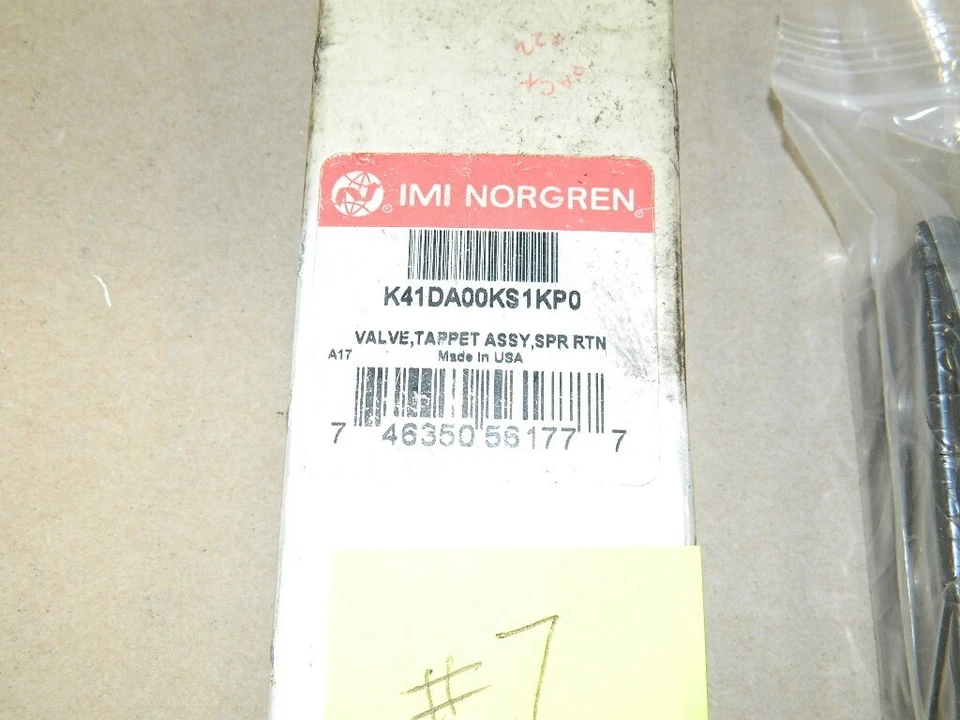 IMI NORGREN
K41DA00KS1KP0
VALVE,TAPPET ASSY,SPR RTN
A17 Made In USA
7 46350 56177 7
#7